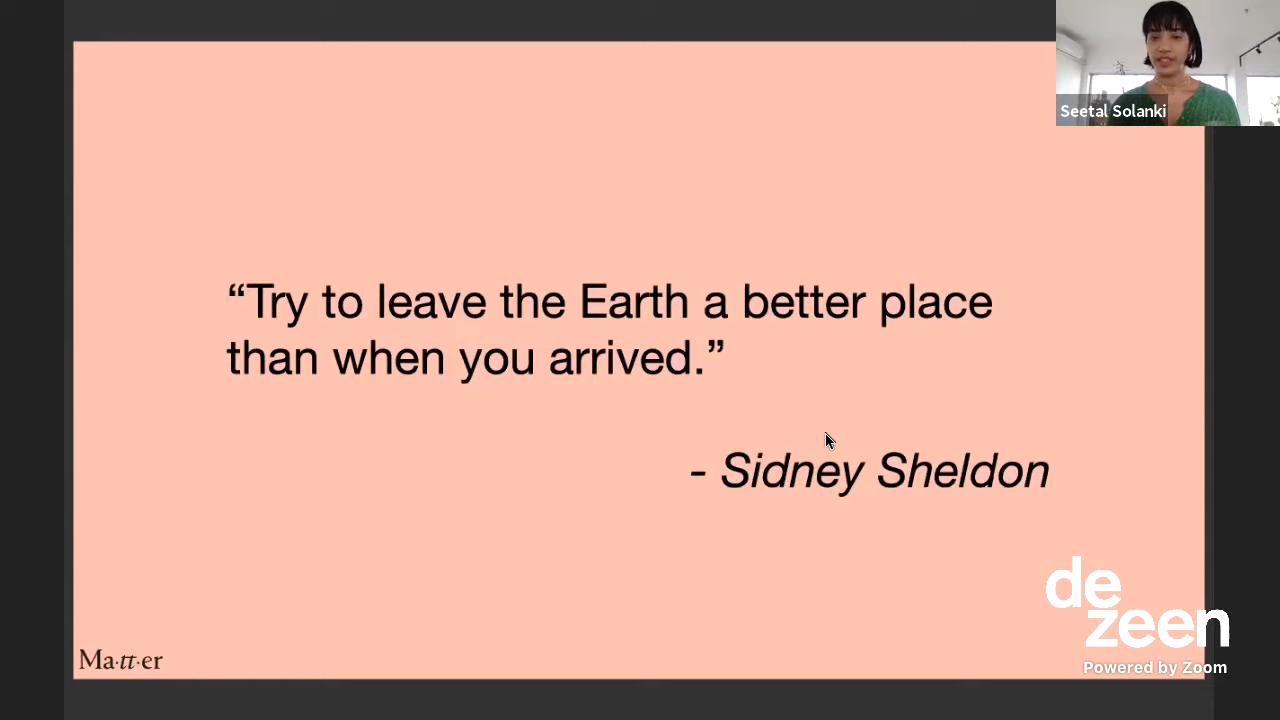 Seetal Solanki
“Try to leave the Earth a better place
than when you arrived.”
- Sidney Sheldon
de
zeen
Powered by Zoom
Ma·tt·er